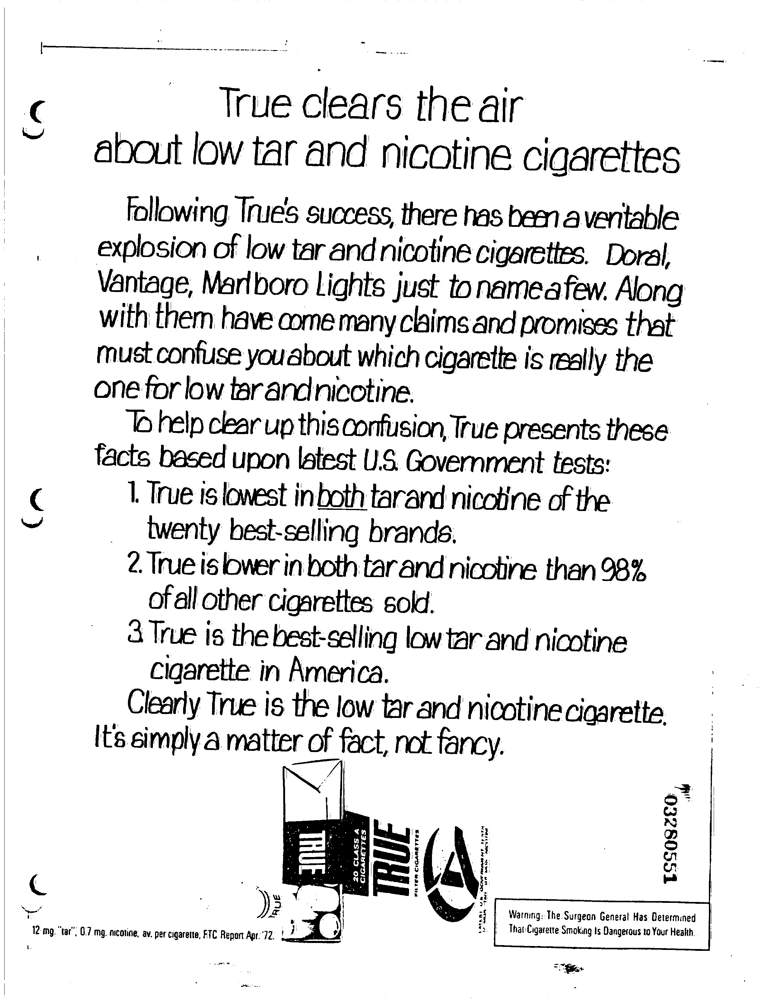 True clears the air
about low tar and nicotine cigarettes
Following True's success, there has been a veritable
explosion of low tar and nicotine cigarettes. Doral,
Vantage, Marlboro Lights just to name a few. Along
with them have come many claims and promises that
must confuse you about which cigarette is really the
one for low tar and nicotine.
To help clear up this confusion, True presents these
facts based upon latest U.S. Government tests:
1. True is lowest in both tar and nicotine of the
twenty best-selling brands.
2. True is lower in both tar and nicotine than 98%
of all other cigarettes sold.
3. True is the best-selling low tar and nicotine
cigarette in America.
Clearly True is the low tar and nicotine cigarette.
It's simply a matter of fact, not fancy.
TRUE
20 CLASS A
CIGARETTES
TRUE
FILTER CIGARETTES
TRUE
03280551
12 mg. "tar", 0.7 mg. nicotine, av. per cigarette, FTC Report Apr. '72.
Warning: The Surgeon General Has Determined
That Cigarette Smoking Is Dangerous to Your Health.